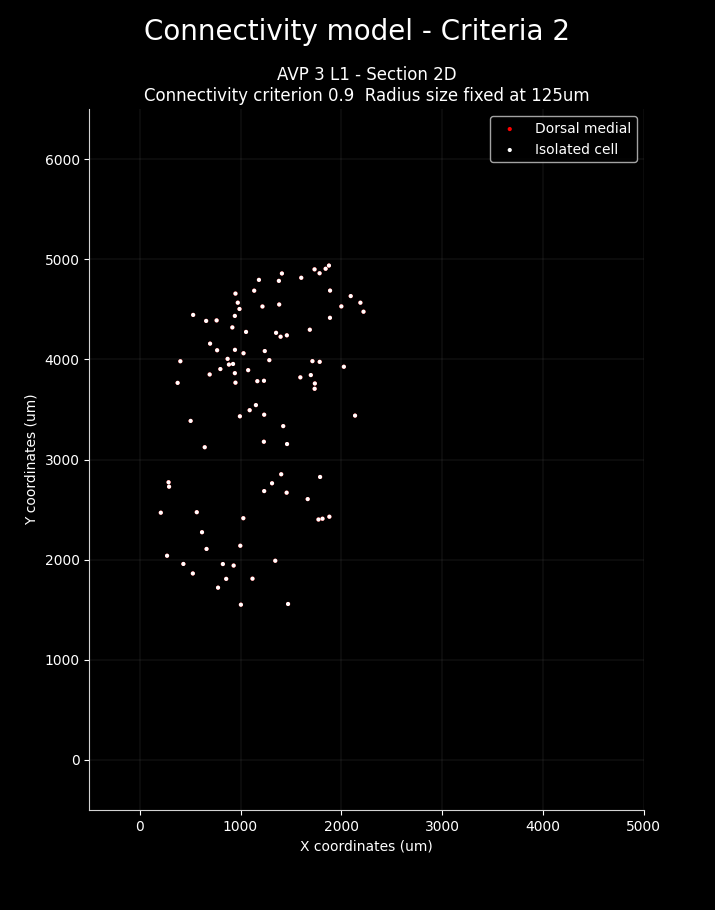 Connectivity model - Criteria 2
AVP 3 L1 - Section 2D
Connectivity criterion 0.9  Radius size fixed at 125um
Dorsal medial
Isolated cell
6000
5000
4000
3000
2000
1000
0
Y coordinates (um)
0 1000 2000 3000 4000 5000
X coordinates (um)